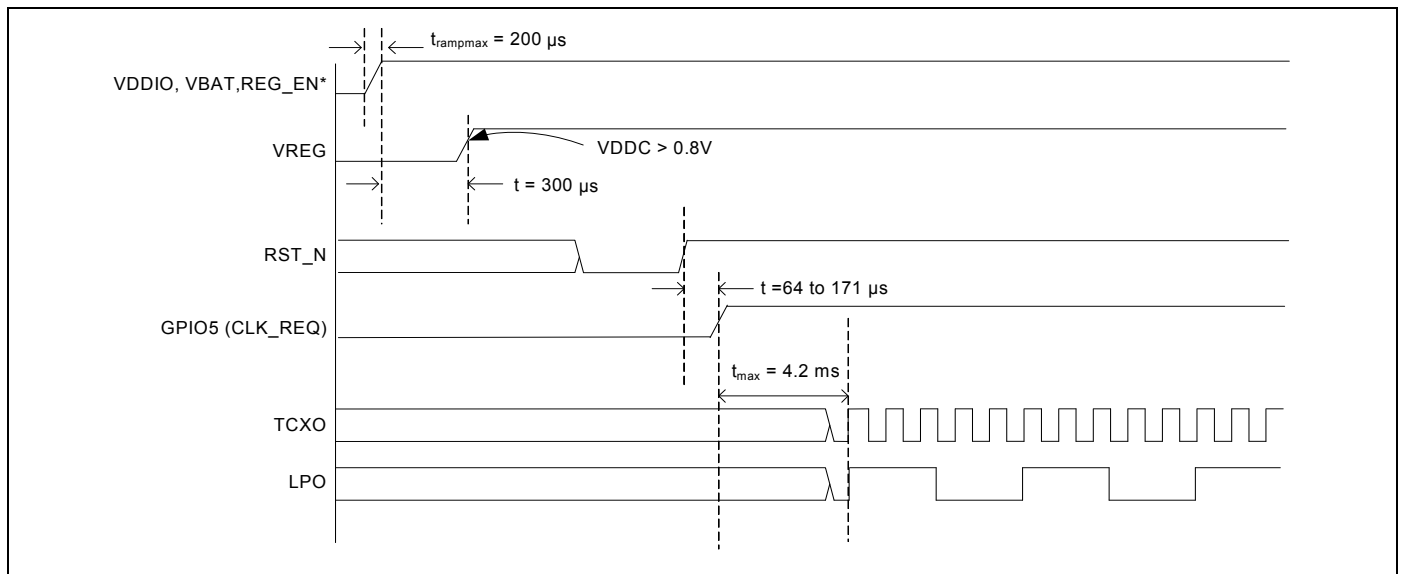 t_rampmax = 200 µs
VDDIO, VBAT,REG_EN*
VREG
VDDC > 0.8V
t = 300 µs
RST_N
t =64 to 171 µs
GPIO5 (CLK_REQ)
t_max = 4.2 ms
TCXO
LPO